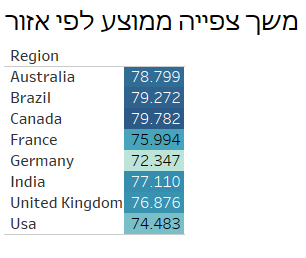 משך צפייה ממוצע לפי אזור
Region
Australia 78.799
Brazil 79.272
Canada 79.782
France 75.994
Germany 72.347
India 77.110
United Kingdom 76.876
Usa 74.483